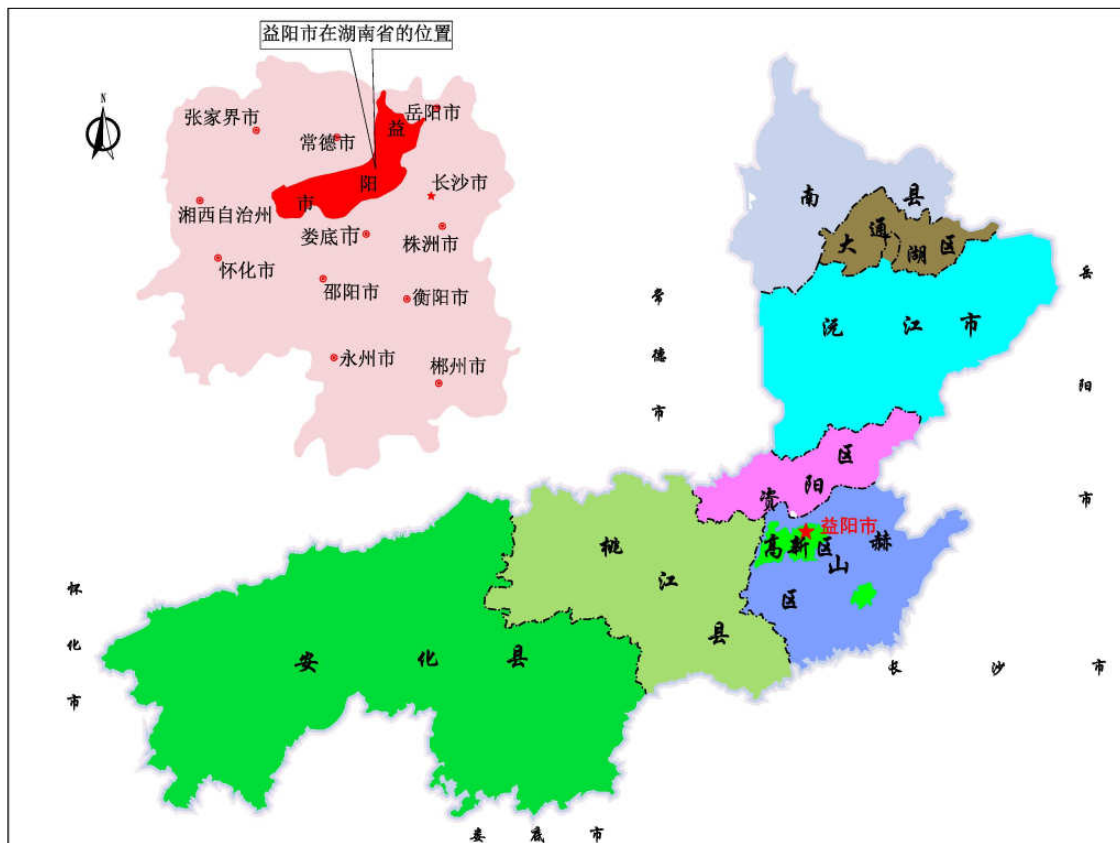 益阳市在湖南省的位置
N
张家界市
常德市
岳阳市
益阳市
湘西自治州
长沙市
娄底市
株洲市
怀化市
邵阳市
衡阳市
永州市
郴州市
南县
大通湖区
沅江市
资阳区
益阳市
高新区
赫山区
桃江县
安化县
常德市
岳阳市
怀化市
长沙市
娄底市